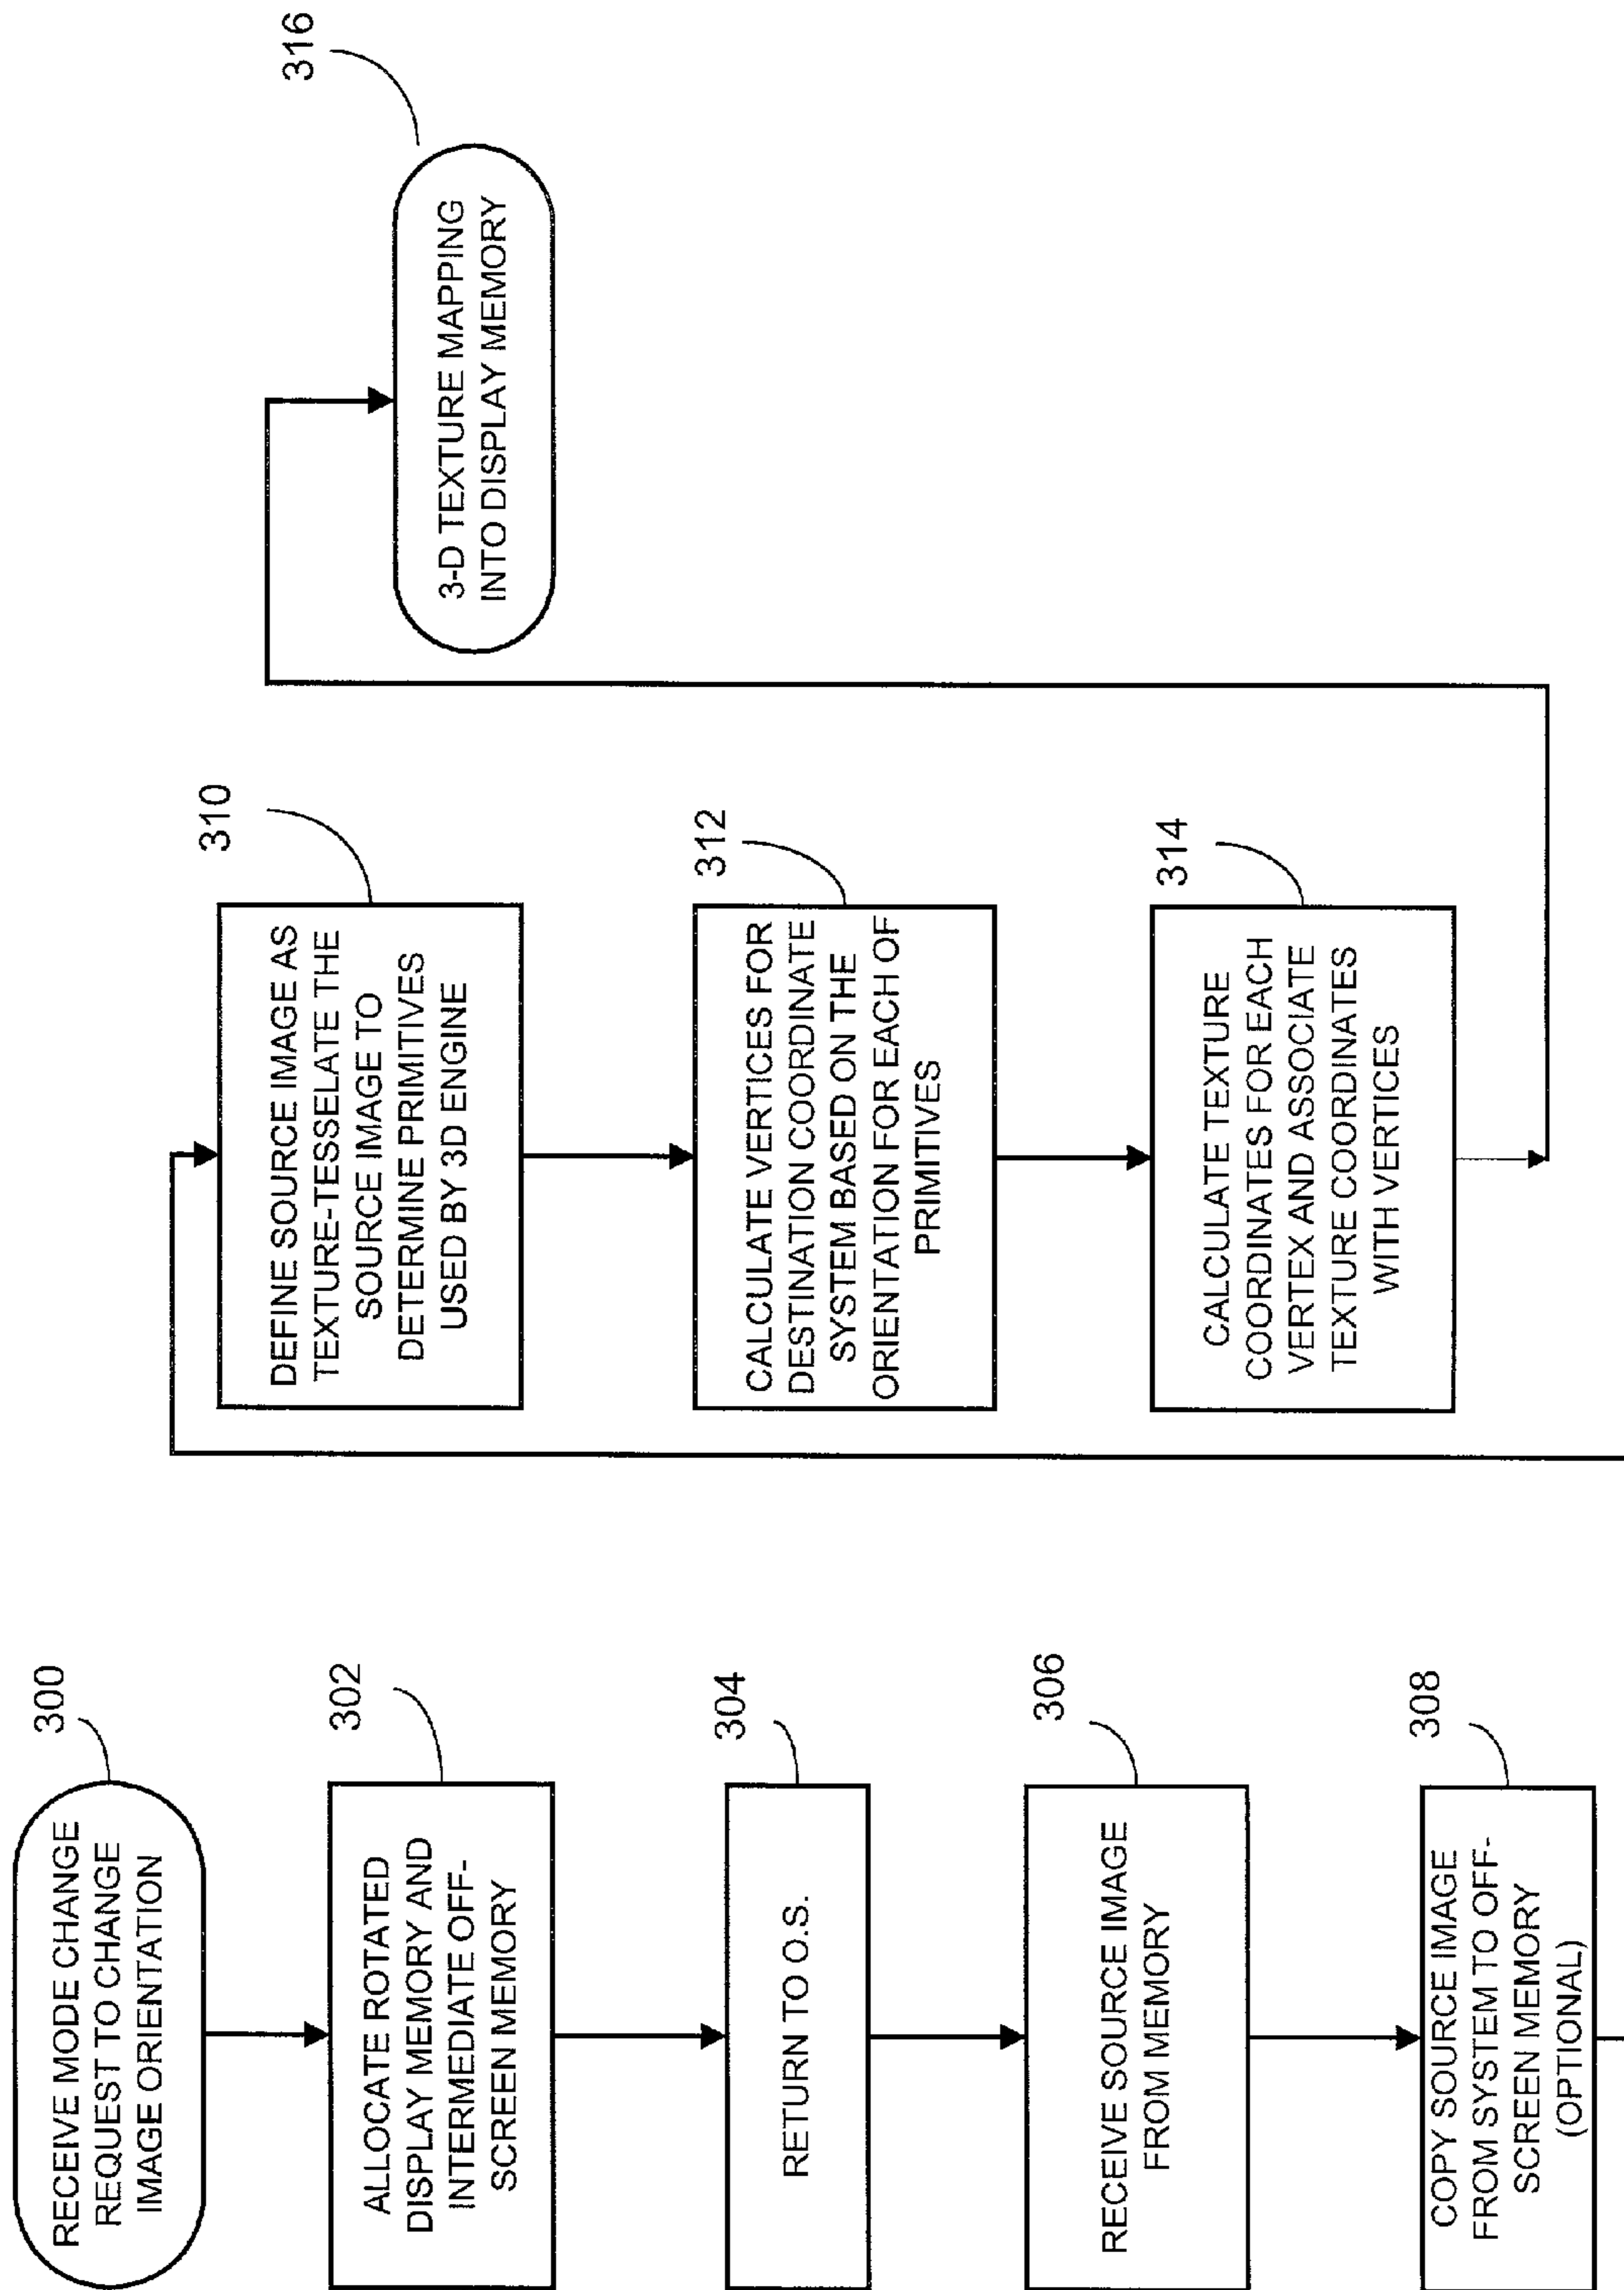 300
RECEIVE MODE CHANGE
REQUEST TO CHANGE
IMAGE ORIENTATION
302
ALLOCATE ROTATED
DISPLAY MEMORY AND
INTERMEDIATE OFF-
SCREEN MEMORY
304
RETURN TO O.S.
306
RECEIVE SOURCE IMAGE
FROM MEMORY
308
COPY SOURCE IMAGE
FROM SYSTEM TO OFF-
SCREEN MEMORY
(OPTIONAL)
310
DEFINE SOURCE IMAGE AS
TEXTURE-TESSELATE THE
SOURCE IMAGE TO
DETERMINE PRIMITIVES
USED BY 3D ENGINE
312
CALCULATE VERTICES FOR
DESTINATION COORDINATE
SYSTEM BASED ON THE
ORIENTATION FOR EACH OF
PRIMITIVES
314
CALCULATE TEXTURE
COORDINATES FOR EACH
VERTEX AND ASSOCIATE
TEXTURE COORDINATES
WITH VERTICES
316
3-D TEXTURE MAPPING
INTO DISPLAY MEMORY